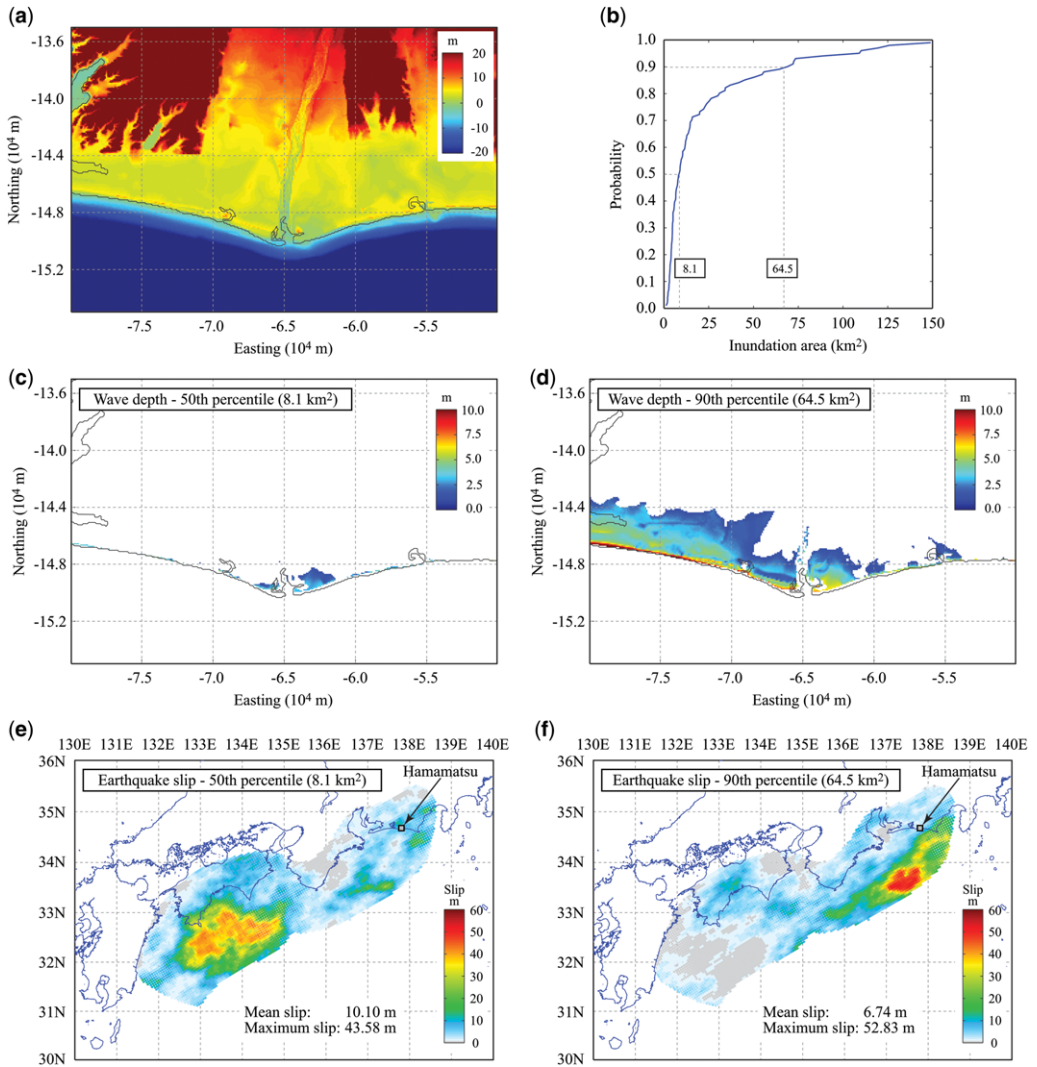 (a)
m
20
10
0
-10
-20
-13.6
-14.0
-14.4
-14.8
-15.2
Northing (10⁴ m)
-7.5
-7.0
-6.5
-6.0
-5.5
Easting (10⁴ m)
(b)
1.0
0.9
0.8
0.7
0.6
0.5
0.4
0.3
0.2
0.1
0.0
Probability
8.1
64.5
0
25
50
75
100
125
150
Inundation area (km²)
(c)
Wave depth - 50th percentile (8.1 km²)
m
10.0
7.5
5.0
2.5
0.0
-13.6
-14.0
-14.4
-14.8
-15.2
Northing (10⁴ m)
-7.5
-7.0
-6.5
-6.0
-5.5
Easting (10⁴ m)
(d)
Wave depth - 90th percentile (64.5 km²)
m
10.0
7.5
5.0
2.5
0.0
-13.6
-14.0
-14.4
-14.8
-15.2
Northing (10⁴ m)
-7.5
-7.0
-6.5
-6.0
-5.5
Easting (10⁴ m)
(e)
130E 131E 132E 133E 134E 135E 136E 137E 138E 139E 140E
36N
35N
34N
33N
32N
31N
30N
Earthquake slip - 50th percentile (8.1 km²)
Hamamatsu
Slip
m
60
50
40
30
20
10
0
Mean slip: 10.10 m
Maximum slip: 43.58 m
(f)
130E 131E 132E 133E 134E 135E 136E 137E 138E 139E 140E
36N
35N
34N
33N
32N
31N
30N
Earthquake slip - 90th percentile (64.5 km²)
Hamamatsu
Slip
m
60
50
40
30
20
10
0
Mean slip: 6.74 m
Maximum slip: 52.83 m